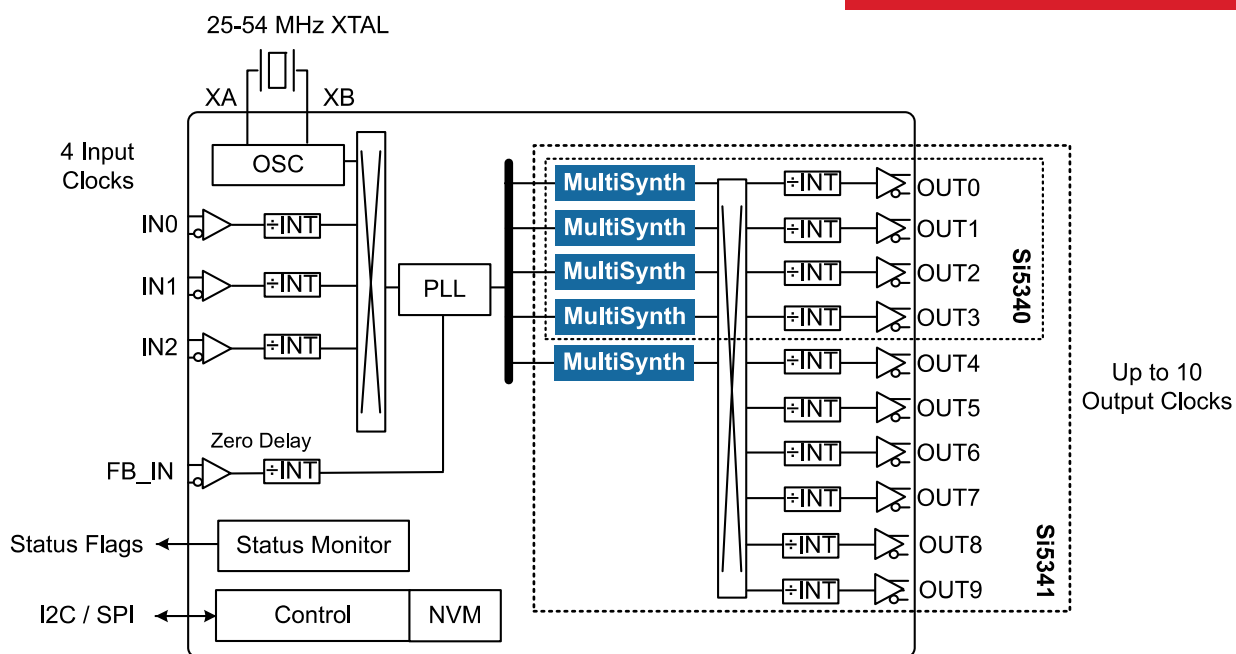 25-54 MHz XTAL
XA
XB
4 Input
Clocks
OSC
IN0
÷INT
IN1
÷INT
IN2
÷INT
PLL
Zero Delay
FB_IN
÷INT
Status Flags
Status Monitor
I2C / SPI
Control
NVM
MultiSynth
MultiSynth
MultiSynth
MultiSynth
MultiSynth
÷INT
OUT0
÷INT
OUT1
÷INT
OUT2
÷INT
OUT3
÷INT
OUT4
÷INT
OUT5
÷INT
OUT6
÷INT
OUT7
÷INT
OUT8
÷INT
OUT9
Si5340
Si5341
Up to 10
Output Clocks